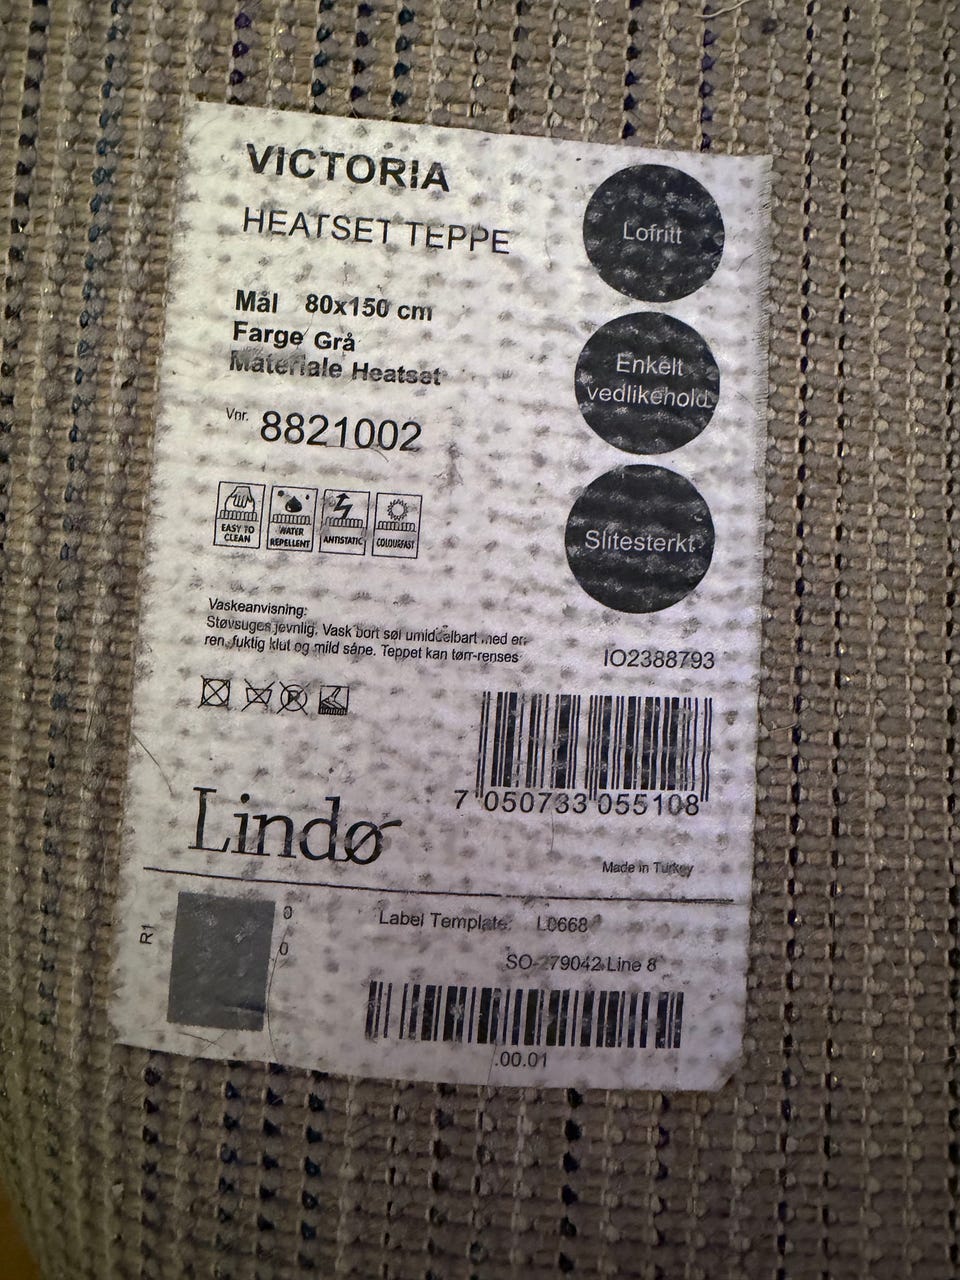 VICTORIA
HEATSET TEPPE
Mål 80x150 cm
Farge Grå
Materiale Heatset
Vnr. 8821002
Lofritt
Enkelt
vedlikehold
Slitesterkt
EASY TO
CLEAN
WATER
REPELLENT
ANTISTATIC
COLOURFAST
Vaskeanvisning:
Støvsuges jevnlig. Vask bort søl umiddelbart med en
ren, fuktig klut og mild såpe. Teppet kan tørr-renses
IO2388793
7 050733 055108
Lindø
Made in Turkey
R1
0
0
Label Template: L0668
SO-279042 Line 8
.00.01